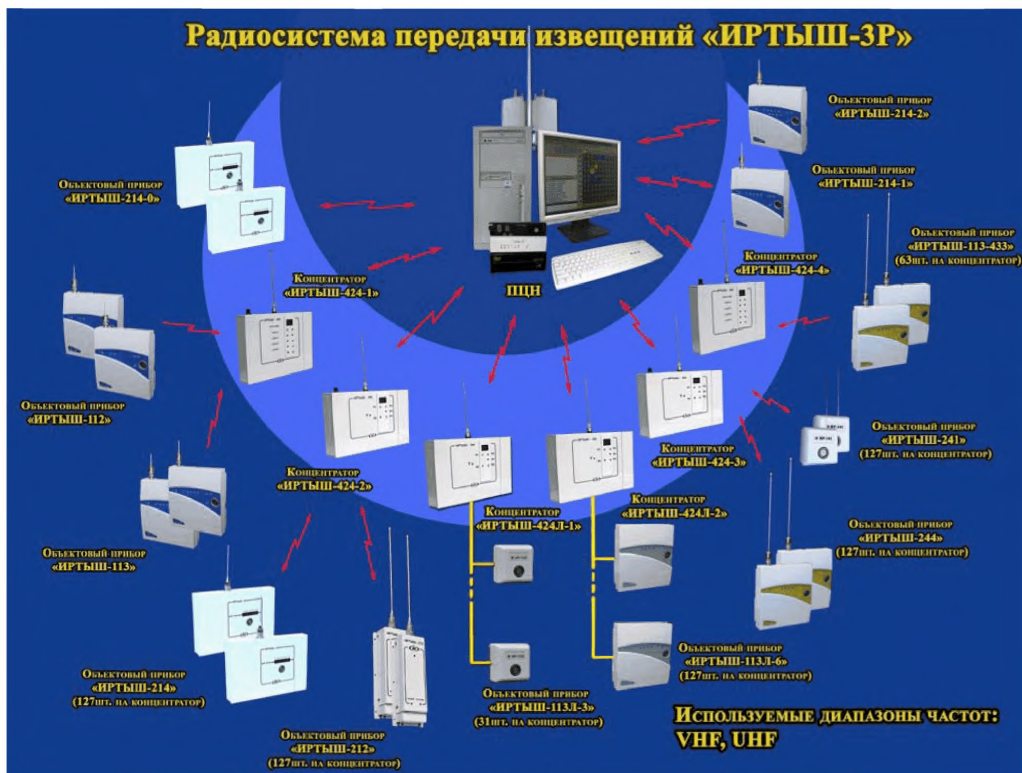 Радиосистема передачи извещений «ИРТЫШ-3Р»
Объектовый прибор
«ИРТЫШ-214-2»
Объектовый прибор
«ИРТЫШ-214-0»
Объектовый прибор
«ИРТЫШ-214-1»
Объектовый прибор
«ИРТЫШ-113-433»
(63шт. на концентратор)
Концентратор
«ИРТЫШ-424-1»
ПЦН
Концентратор
«ИРТЫШ-424-4»
Объектовый прибор
«ИРТЫШ-112»
Концентратор
«ИРТЫШ-424-2»
Концентратор
«ИРТЫШ-424-3»
Объектовый прибор
«ИРТЫШ-241»
(127шт. на концентратор)
Концентратор
«ИРТЫШ-424Л-1»
Концентратор
«ИРТЫШ-424Л-2»
Объектовый прибор
«ИРТЫШ-244»
(127шт. на концентратор)
Объектовый прибор
«ИРТЫШ-113»
Объектовый прибор
«ИРТЫШ-214»
(127шт. на концентратор)
Объектовый прибор
«ИРТЫШ-113Л-3»
(31шт. на концентратор)
Объектовый прибор
«ИРТЫШ-113Л-6»
(127шт. на концентратор)
Объектовый прибор
«ИРТЫШ-212»
(127шт. на концентратор)
Используемые диапазоны частот:
VHF, UHF